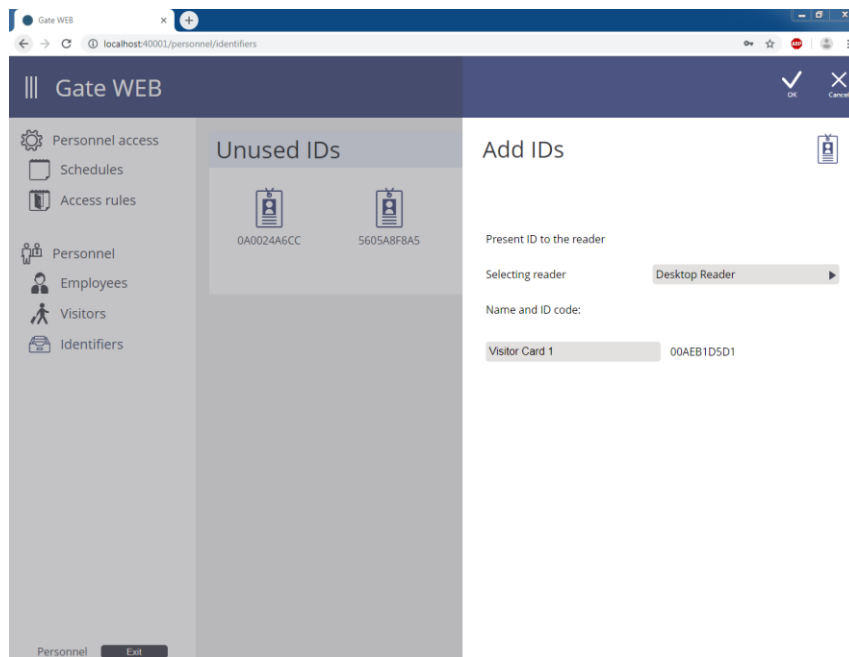 Gate WEB
localhost:40001/personnel/identifiers
ABP
Gate WEB
OK
Cancel
Personnel access
Schedules
Access rules
Personnel
Employees
Visitors
Identifiers
Personnel
Exit
Unused IDs
0A0024A6CC
5605A8F8A5
Add IDs
Present ID to the reader
Selecting reader
Desktop Reader
Name and ID code:
Visitor Card 1
00AEB1D5D1